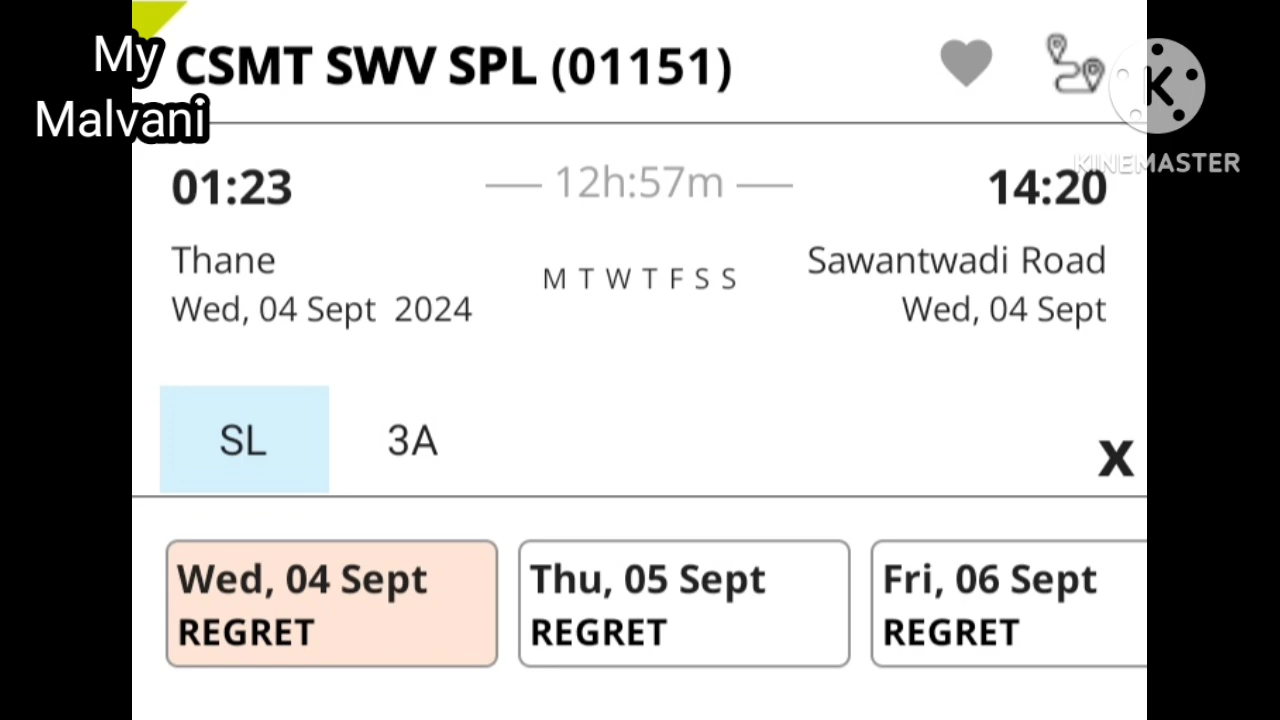 My
Malvani
CSMT SWV SPL (01151)
K
KINEMASTER
01:23
12h:57m
14:20
Thane
M T W T F S S
Sawantwadi Road
Wed, 04 Sept 2024
Wed, 04 Sept
SL
3A
X
Wed, 04 Sept
REGRET
Thu, 05 Sept
REGRET
Fri, 06 Sept
REGRET